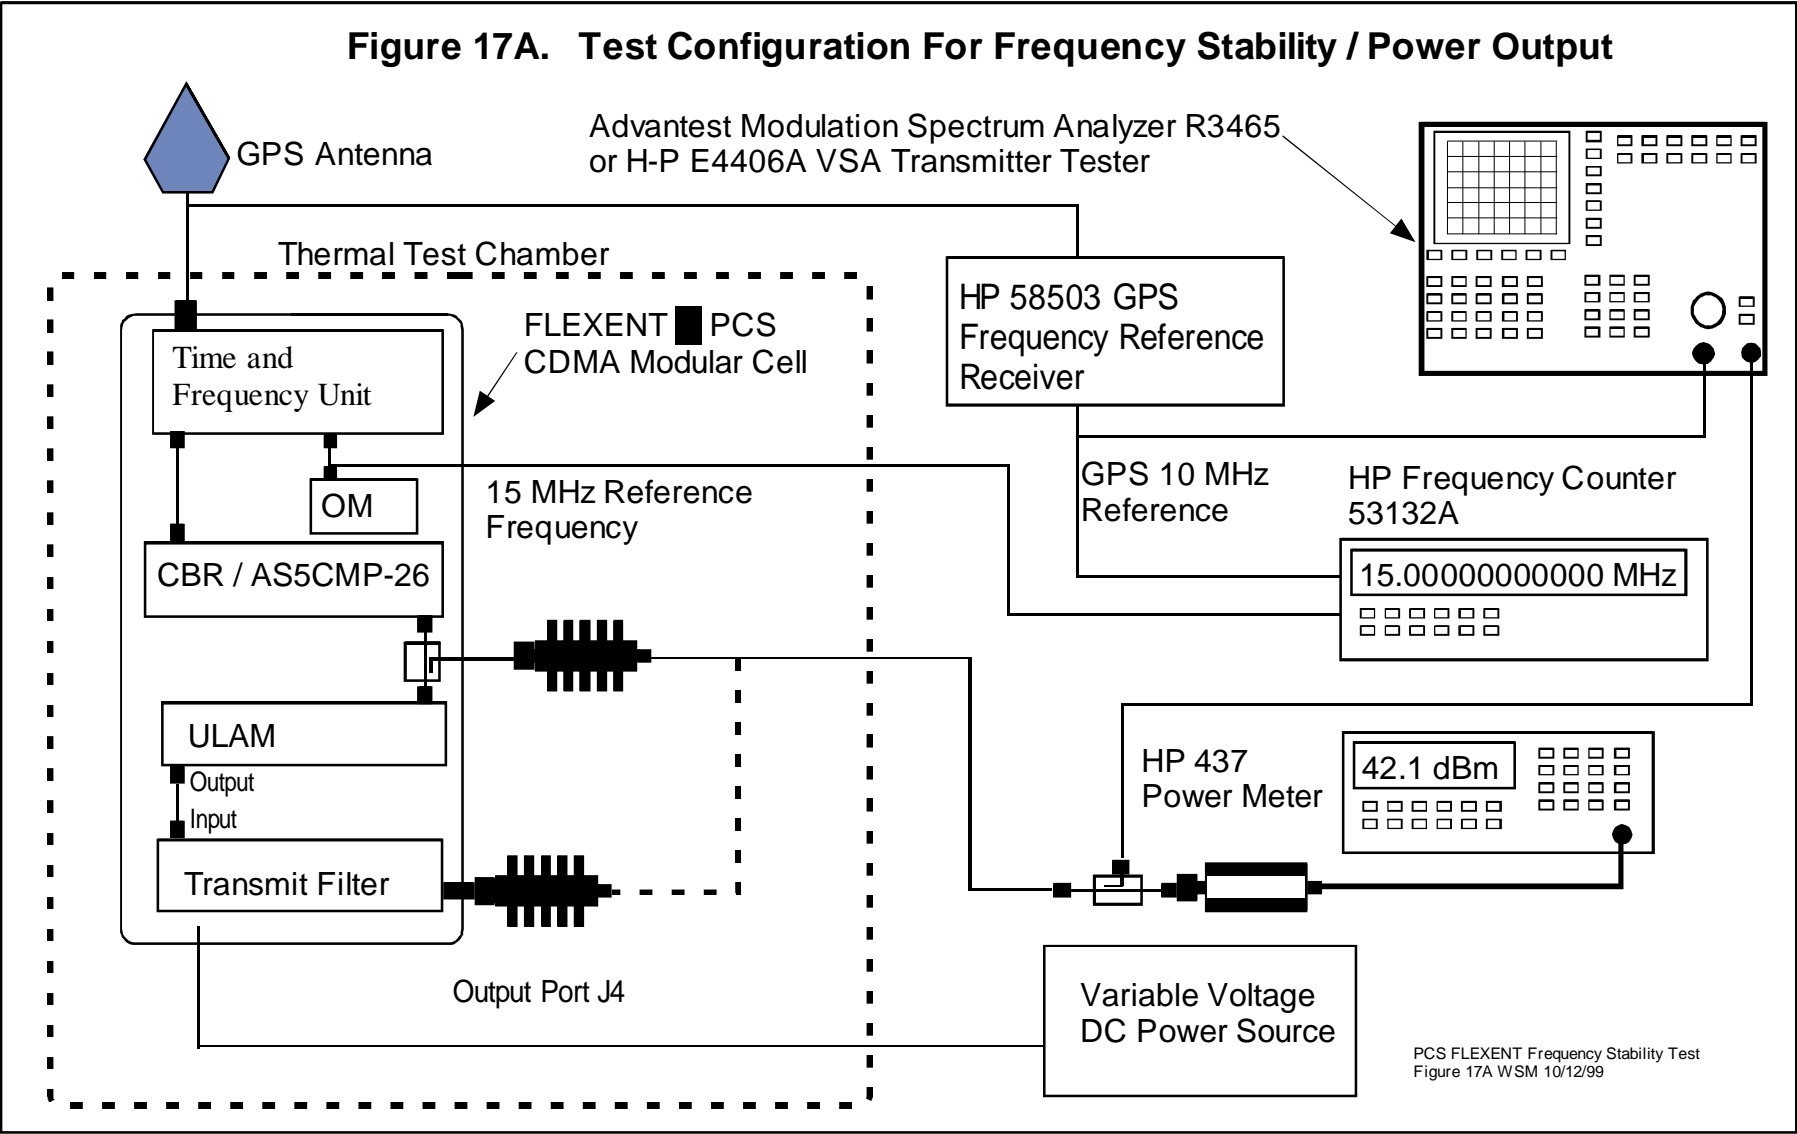 Figure 17A. Test Configuration For Frequency Stability / Power Output
GPS Antenna
Advantest Modulation Spectrum Analyzer R3465
or H-P E4406A VSA Transmitter Tester
Thermal Test Chamber
HP 58503 GPS
Frequency Reference
Receiver
FLEXENT PCS
CDMA Modular Cell
Time and
Frequency Unit
OM
15 MHz Reference
Frequency
GPS 10 MHz
Reference
HP Frequency Counter
53132A
15.00000000000 MHz
CBR / AS5CMP-26
ULAM
Output
Input
Transmit Filter
HP 437
Power Meter
42.1 dBm
Output Port J4
Variable Voltage
DC Power Source
PCS FLEXENT Frequency Stability Test
Figure 17A WSM 10/12/99